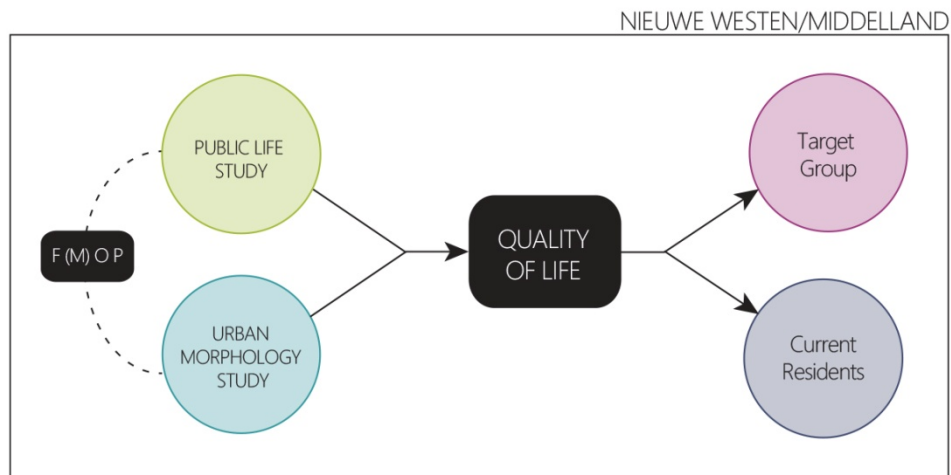 NIEUWE WESTEN/MIDDELLAND
PUBLIC LIFE
STUDY
F (M) O P
URBAN
MORPHOLOGY
STUDY
QUALITY
OF LIFE
Target
Group
Current
Residents